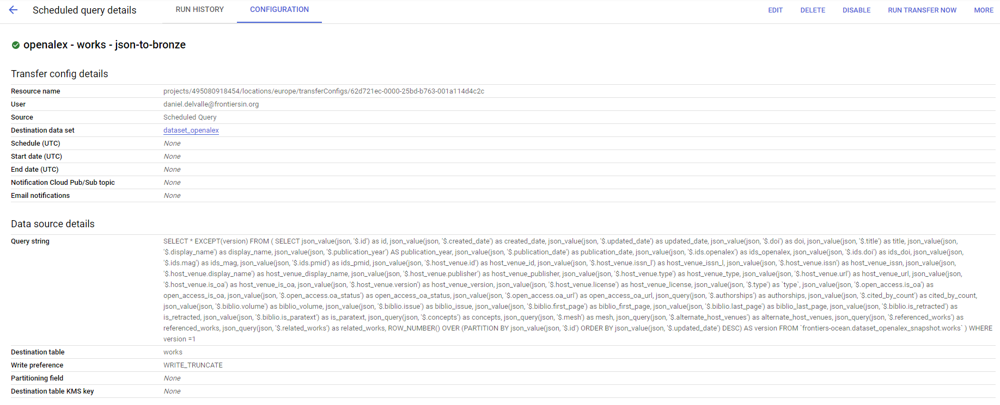 Scheduled query details RUN HISTORY CONFIGURATION EDIT DELETE DISABLE RUN TRANSFER NOW MORE
openalex - works - json-to-bronze
Transfer config details
Resource name projects/495080918454/locations/europe/transferConfigs/62d721ec-0000-25bd-b763-001a114d4c2c
User daniel.delvalle@frontiersin.org
Source Scheduled Query
Destination data set dataset_openalex
Schedule (UTC) None
Start date (UTC) None
End date (UTC) None
Notification Cloud Pub/Sub topic None
Email notifications None
Data source details
Query string SELECT * EXCEPT(version) FROM ( SELECT json_value(json, '$.id') as id, json_value(json, '$.created_date') as created_date, json_value(json, '$.updated_date') as updated_date, json_value(json, '$.doi') as doi, json_value(json, '$.title') as title, json_value(json,
'$.display_name') as display_name, json_value(json, '$.publication_year') AS publication_year, json_value(json, '$.publication_date') as publication_date, json_value(json, '$.ids.openalex') as ids_openalex, json_value(json, '$.ids.doi') as ids_doi, json_value(json,
'$.ids.mag') as ids_mag, json_value(json, '$.ids.pmid') as ids_pmid, json_value(json, '$.host_venue.id') as host_venue_id, json_value(json, '$.host_venue.issn_l') as host_venue_issn_l, json_value(json, '$.host_venue.issn') as host_venue_issn, json_value(json,
'$.host_venue.display_name') as host_venue_display_name, json_value(json, '$.host_venue.publisher') as host_venue_publisher, json_value(json, '$.host_venue.type') as host_venue_type, json_value(json, '$.host_venue.url') as host_venue_url, json_value(json,
'$.host_venue.is_oa') as host_venue_is_oa, json_value(json, '$.host_venue.version') as host_venue_version, json_value(json, '$.host_venue.license') as host_venue_license, json_value(json, '$.type') as `type`, json_value(json, '$.open_access.is_oa') as
open_access_is_oa, json_value(json, '$.open_access.oa_status') as open_access_oa_status, json_value(json, '$.open_access.oa_url') as open_access_oa_url, json_query(json, '$.authorships') as authorships, json_value(json, '$.cited_by_count') as cited_by_count,
json_value(json, '$.biblio.volume') as biblio_volume, json_value(json, '$.biblio.issue') as biblio_issue, json_value(json, '$.biblio.first_page') as biblio_first_page, json_value(json, '$.biblio.last_page') as biblio_last_page, json_value(json, '$.biblio.is_retracted') as
is_retracted, json_value(json, '$.biblio.is_paratext') as is_paratext, json_query(json, '$.concepts') as concepts, json_query(json, '$.mesh') as mesh, json_query(json, '$.alternate_host_venues') as alternate_host_venues, json_query(json, '$.referenced_works') as
referenced_works, json_query(json, '$.related_works') as related_works, ROW_NUMBER() OVER (PARTITION BY json_value(json, '$.id') ORDER BY json_value(json, '$.updated_date') DESC) AS version FROM `frontiers-ocean.dataset_openalex_snapshot.works` ) WHERE
version =1
Destination table works
Write preference WRITE_TRUNCATE
Partitioning field None
Destination table KMS key None